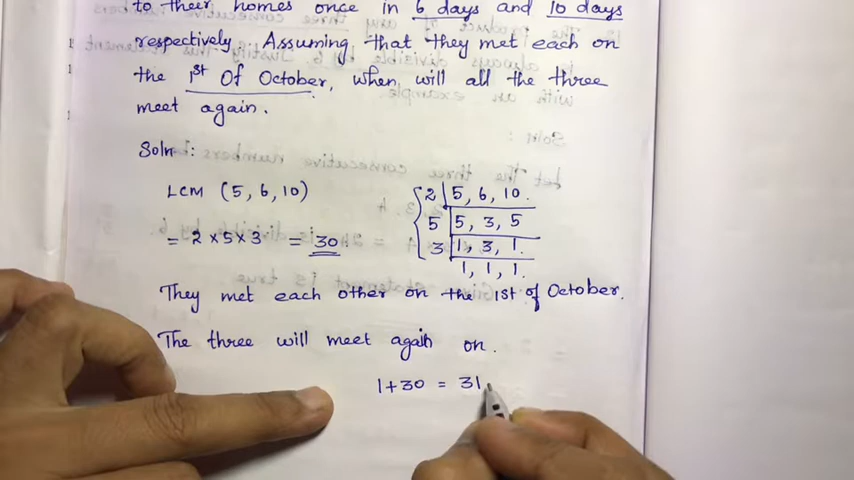 to their homes once in 6 days and 10 days
respectively Assuming that they met each on
the 1st Of October, when will all the three
meet again.
Soln :
LCM (5, 6, 10)
= 2 × 5 × 3 = 30
2 | 5, 6, 10.
5 | 5, 3, 5
3 | 1, 3, 1.
1, 1, 1.
They met each other on the 1st of October.
The three will meet again on.
1+30 = 31